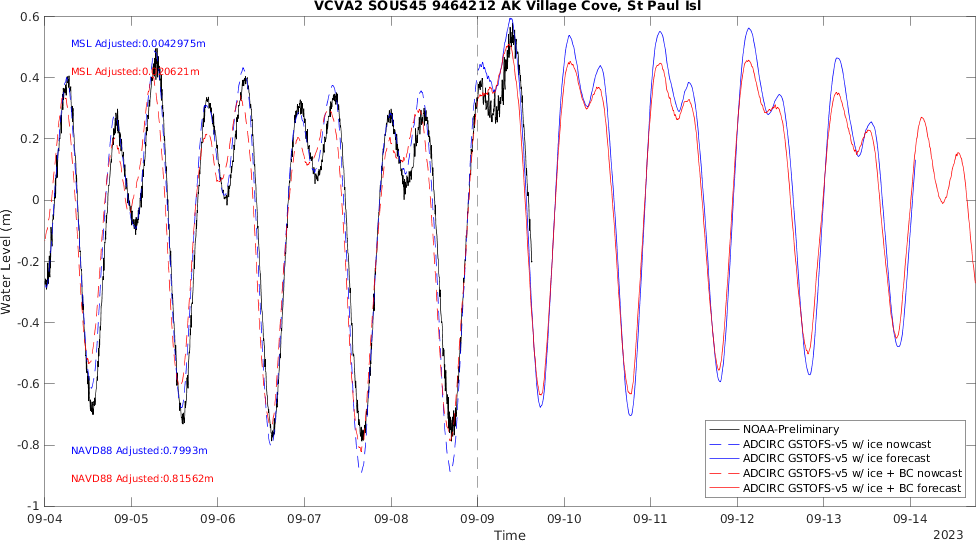 VCVA2 SOUS45 9464212 AK Village Cove, St Paul Isl
0.6
MSL Adjusted:0.0042975m
MSL Adjusted:0.020621m
0.4
0.2
0
-0.2
-0.4
-0.6
-0.8
-1
Water Level (m)
NAVD88 Adjusted:0.7993m
NAVD88 Adjusted:0.81562m
NOAA-Preliminary
ADCIRC GSTOFS-v5 w/ ice nowcast
ADCIRC GSTOFS-v5 w/ ice forecast
ADCIRC GSTOFS-v5 w/ ice + BC nowcast
ADCIRC GSTOFS-v5 w/ ice + BC forecast
09-04 09-05 09-06 09-07 09-08 09-09 09-10 09-11 09-12 09-13 09-14
Time
2023